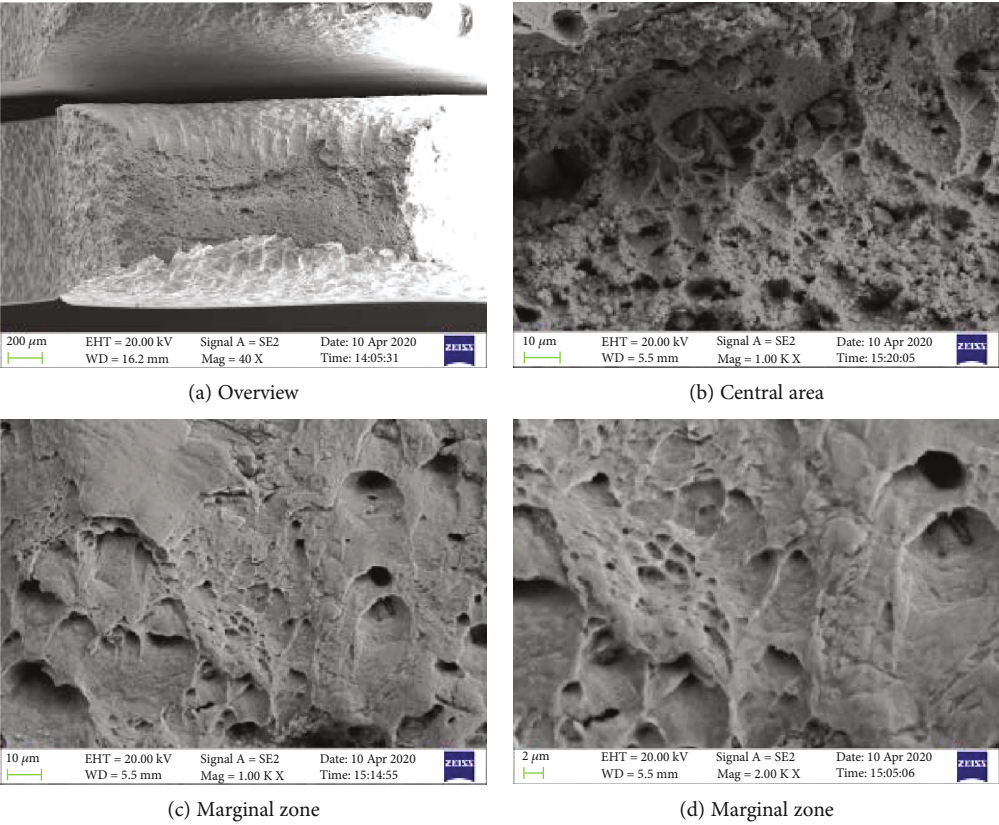 200 μm
EHT = 20.00 kV
Signal A = SE2
Date: 10 Apr 2020
WD = 16.2 mm
Mag = 40 X
Time: 14:05:31
ZEISS
(a) Overview
10 μm
EHT = 20.00 kV
Signal A = SE2
Date: 10 Apr 2020
WD = 5.5 mm
Mag = 1.00 K X
Time: 15:20:05
ZEISS
(b) Central area
10 μm
EHT = 20.00 kV
Signal A = SE2
Date: 10 Apr 2020
WD = 5.5 mm
Mag = 1.00 K X
Time: 15:14:55
ZEISS
(c) Marginal zone
2 μm
EHT = 20.00 kV
Signal A = SE2
Date: 10 Apr 2020
WD = 5.5 mm
Mag = 2.00 K X
Time: 15:05:06
ZEISS
(d) Marginal zone